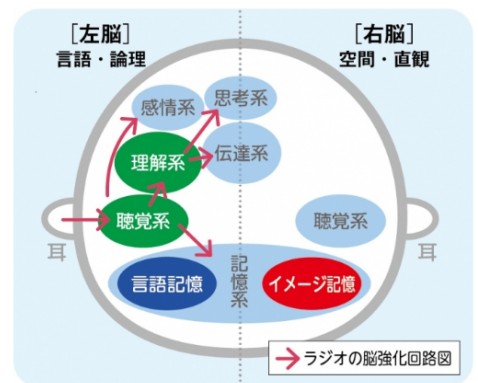 [左脳]
言語・論理
[右脳]
空間・直観
感情系
思考系
理解系
伝達系
聴覚系
聴覚系
耳
耳
言語記憶
記憶系
イメージ記憶
ラジオの脳強化回路図